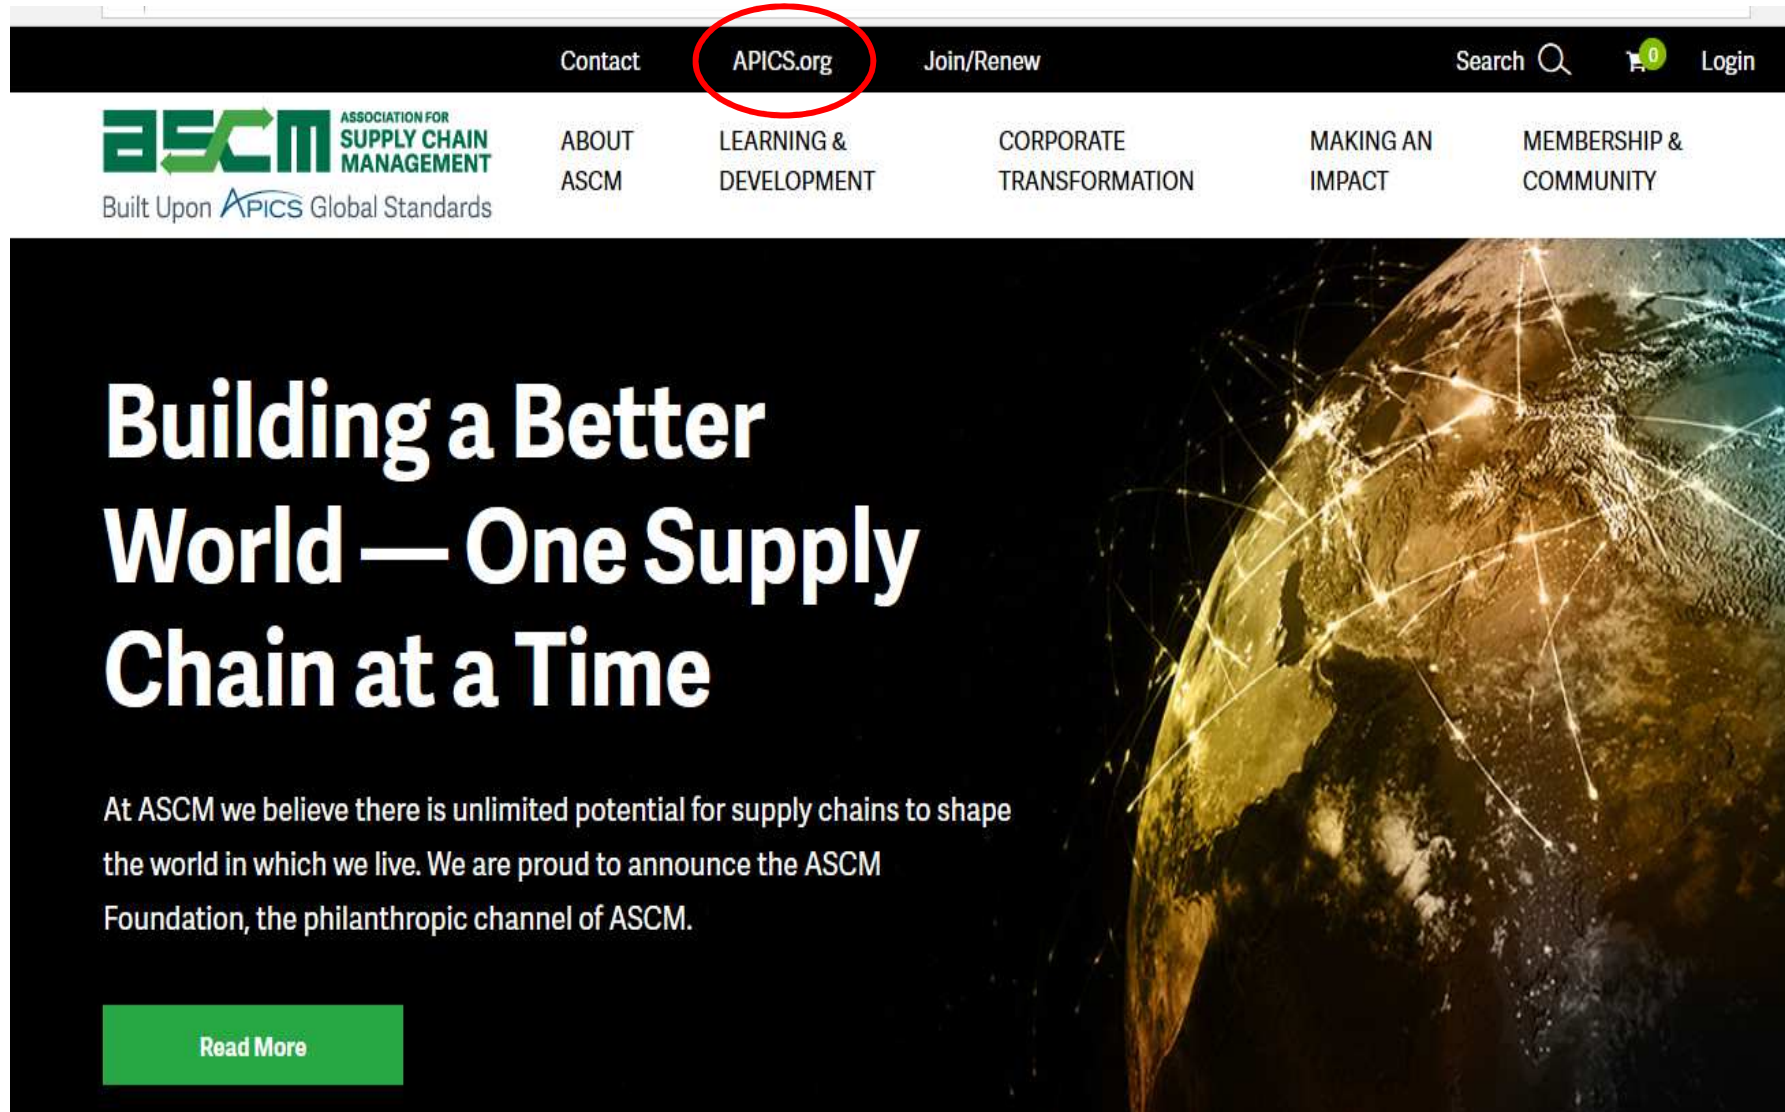 Contact APICS.org Join/Renew Search 0 Login
ascm ASSOCIATION FOR
SUPPLY CHAIN
MANAGEMENT
Built Upon APICS Global Standards
ABOUT
ASCM
LEARNING &
DEVELOPMENT
CORPORATE
TRANSFORMATION
MAKING AN
IMPACT
MEMBERSHIP &
COMMUNITY
Building a Better
World — One Supply
Chain at a Time
At ASCM we believe there is unlimited potential for supply chains to shape
the world in which we live. We are proud to announce the ASCM
Foundation, the philanthropic channel of ASCM.
Read More